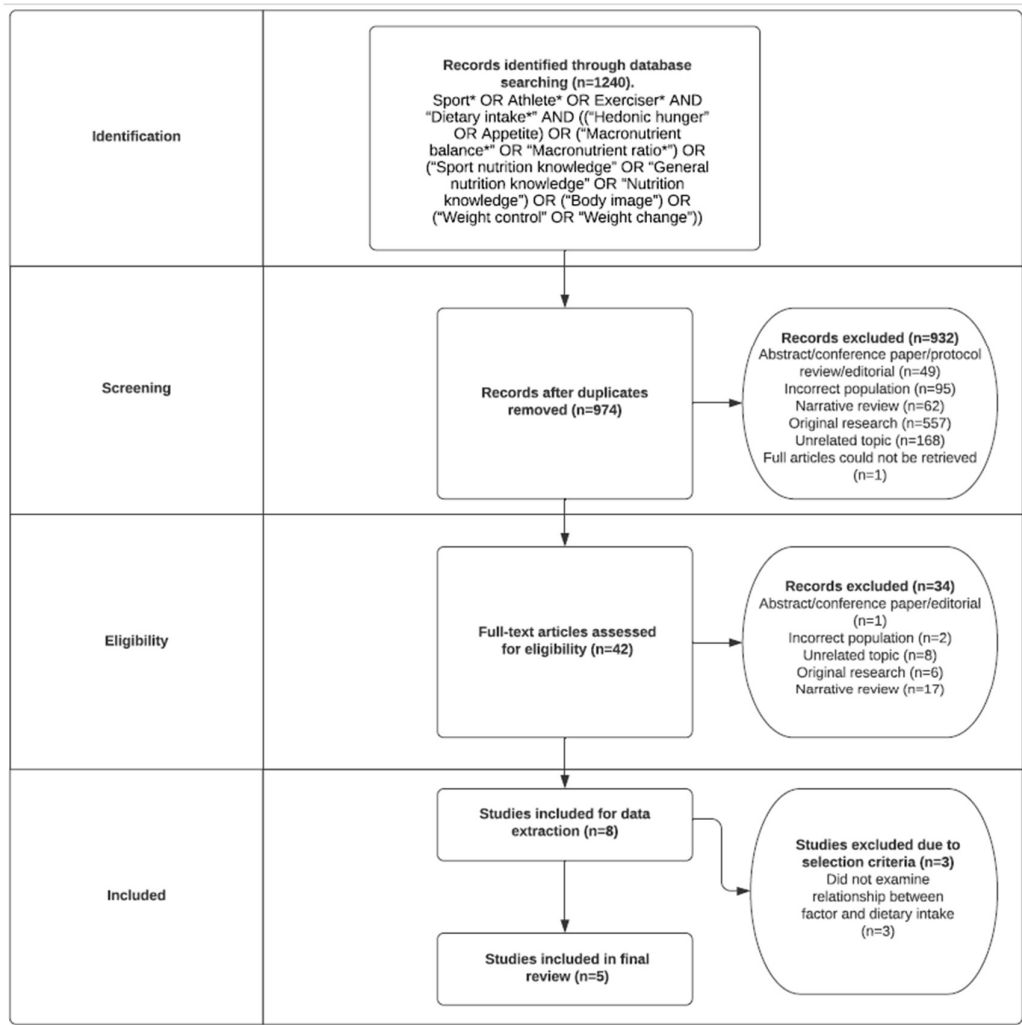 Identification
Records identified through database
searching (n=1240).
Sport* OR Athlete* OR Exerciser* AND
“Dietary intake*” AND ((“Hedonic hunger”
OR Appetite) OR (“Macronutrient
balance*” OR “Macronutrient ratio*”) OR
(“Sport nutrition knowledge” OR “General
nutrition knowledge” OR “Nutrition
knowledge”) OR (“Body image”) OR
(“Weight control” OR “Weight change”))
Screening
Records after duplicates
removed (n=974)
Records excluded (n=932)
Abstract/conference paper/protocol
review/editorial (n=49)
Incorrect population (n=95)
Narrative review (n=62)
Original research (n=557)
Unrelated topic (n=168)
Full articles could not be retrieved
(n=1)
Eligibility
Full-text articles assessed
for eligibility (n=42)
Records excluded (n=34)
Abstract/conference paper/editorial
(n=1)
Incorrect population (n=2)
Unrelated topic (n=8)
Original research (n=6)
Narrative review (n=17)
Included
Studies included for data
extraction (n=8)
Studies excluded due to
selection criteria (n=3)
Did not examine
relationship between
factor and dietary intake
(n=3)
Studies included in final
review (n=5)